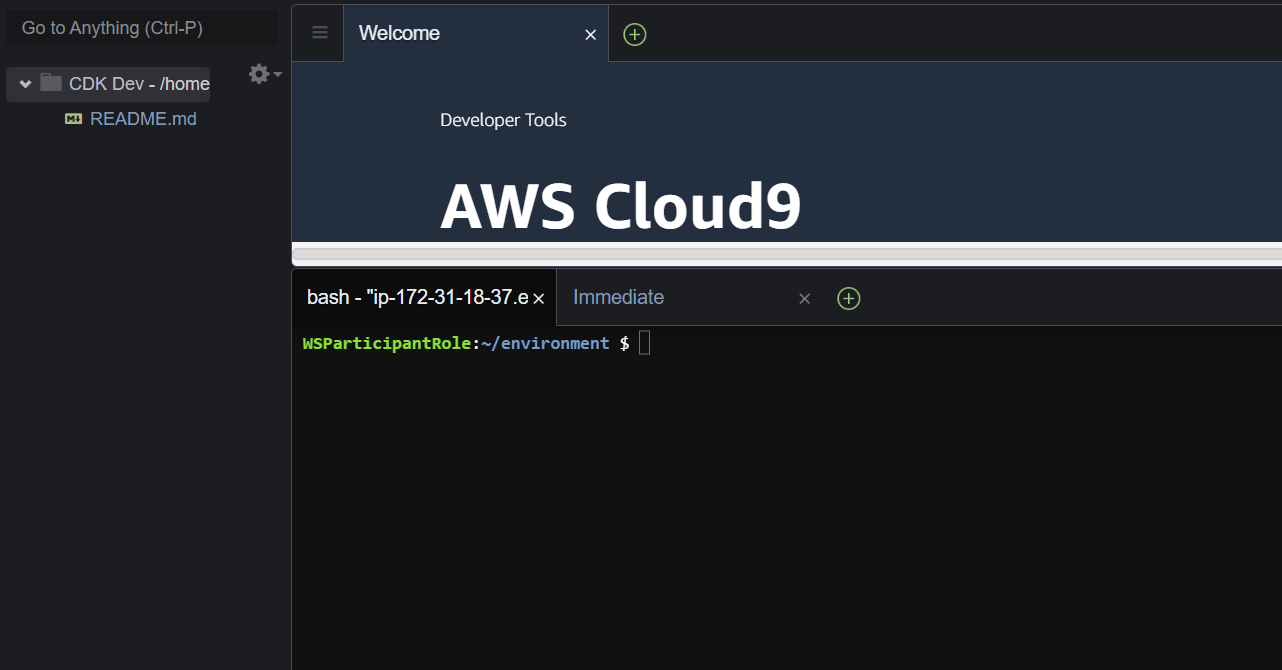 Go to Anything (Ctrl-P)
CDK Dev - /home
README.md
Welcome
Developer Tools
AWS Cloud9
bash - "ip-172-31-18-37.e
Immediate
WSParticipantRole:~/environment $